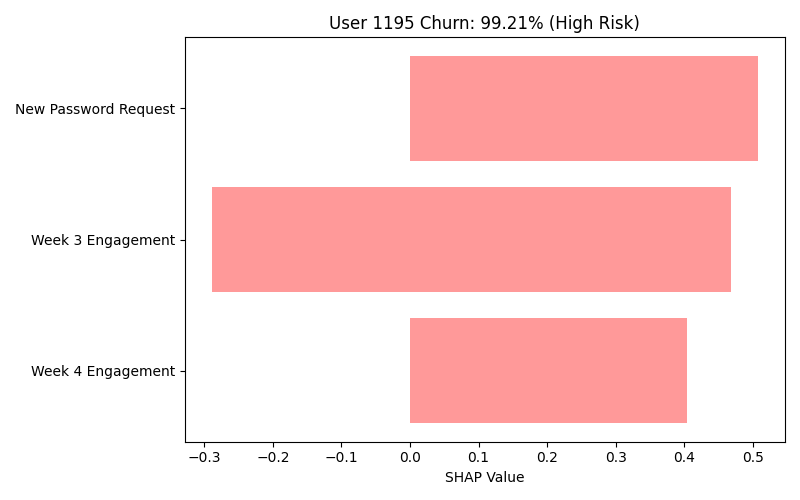 User 1195 Churn: 99.21% (High Risk)
New Password Request
Week 3 Engagement
Week 4 Engagement
−0.3 −0.2 −0.1 0.0 0.1 0.2 0.3 0.4 0.5
SHAP Value